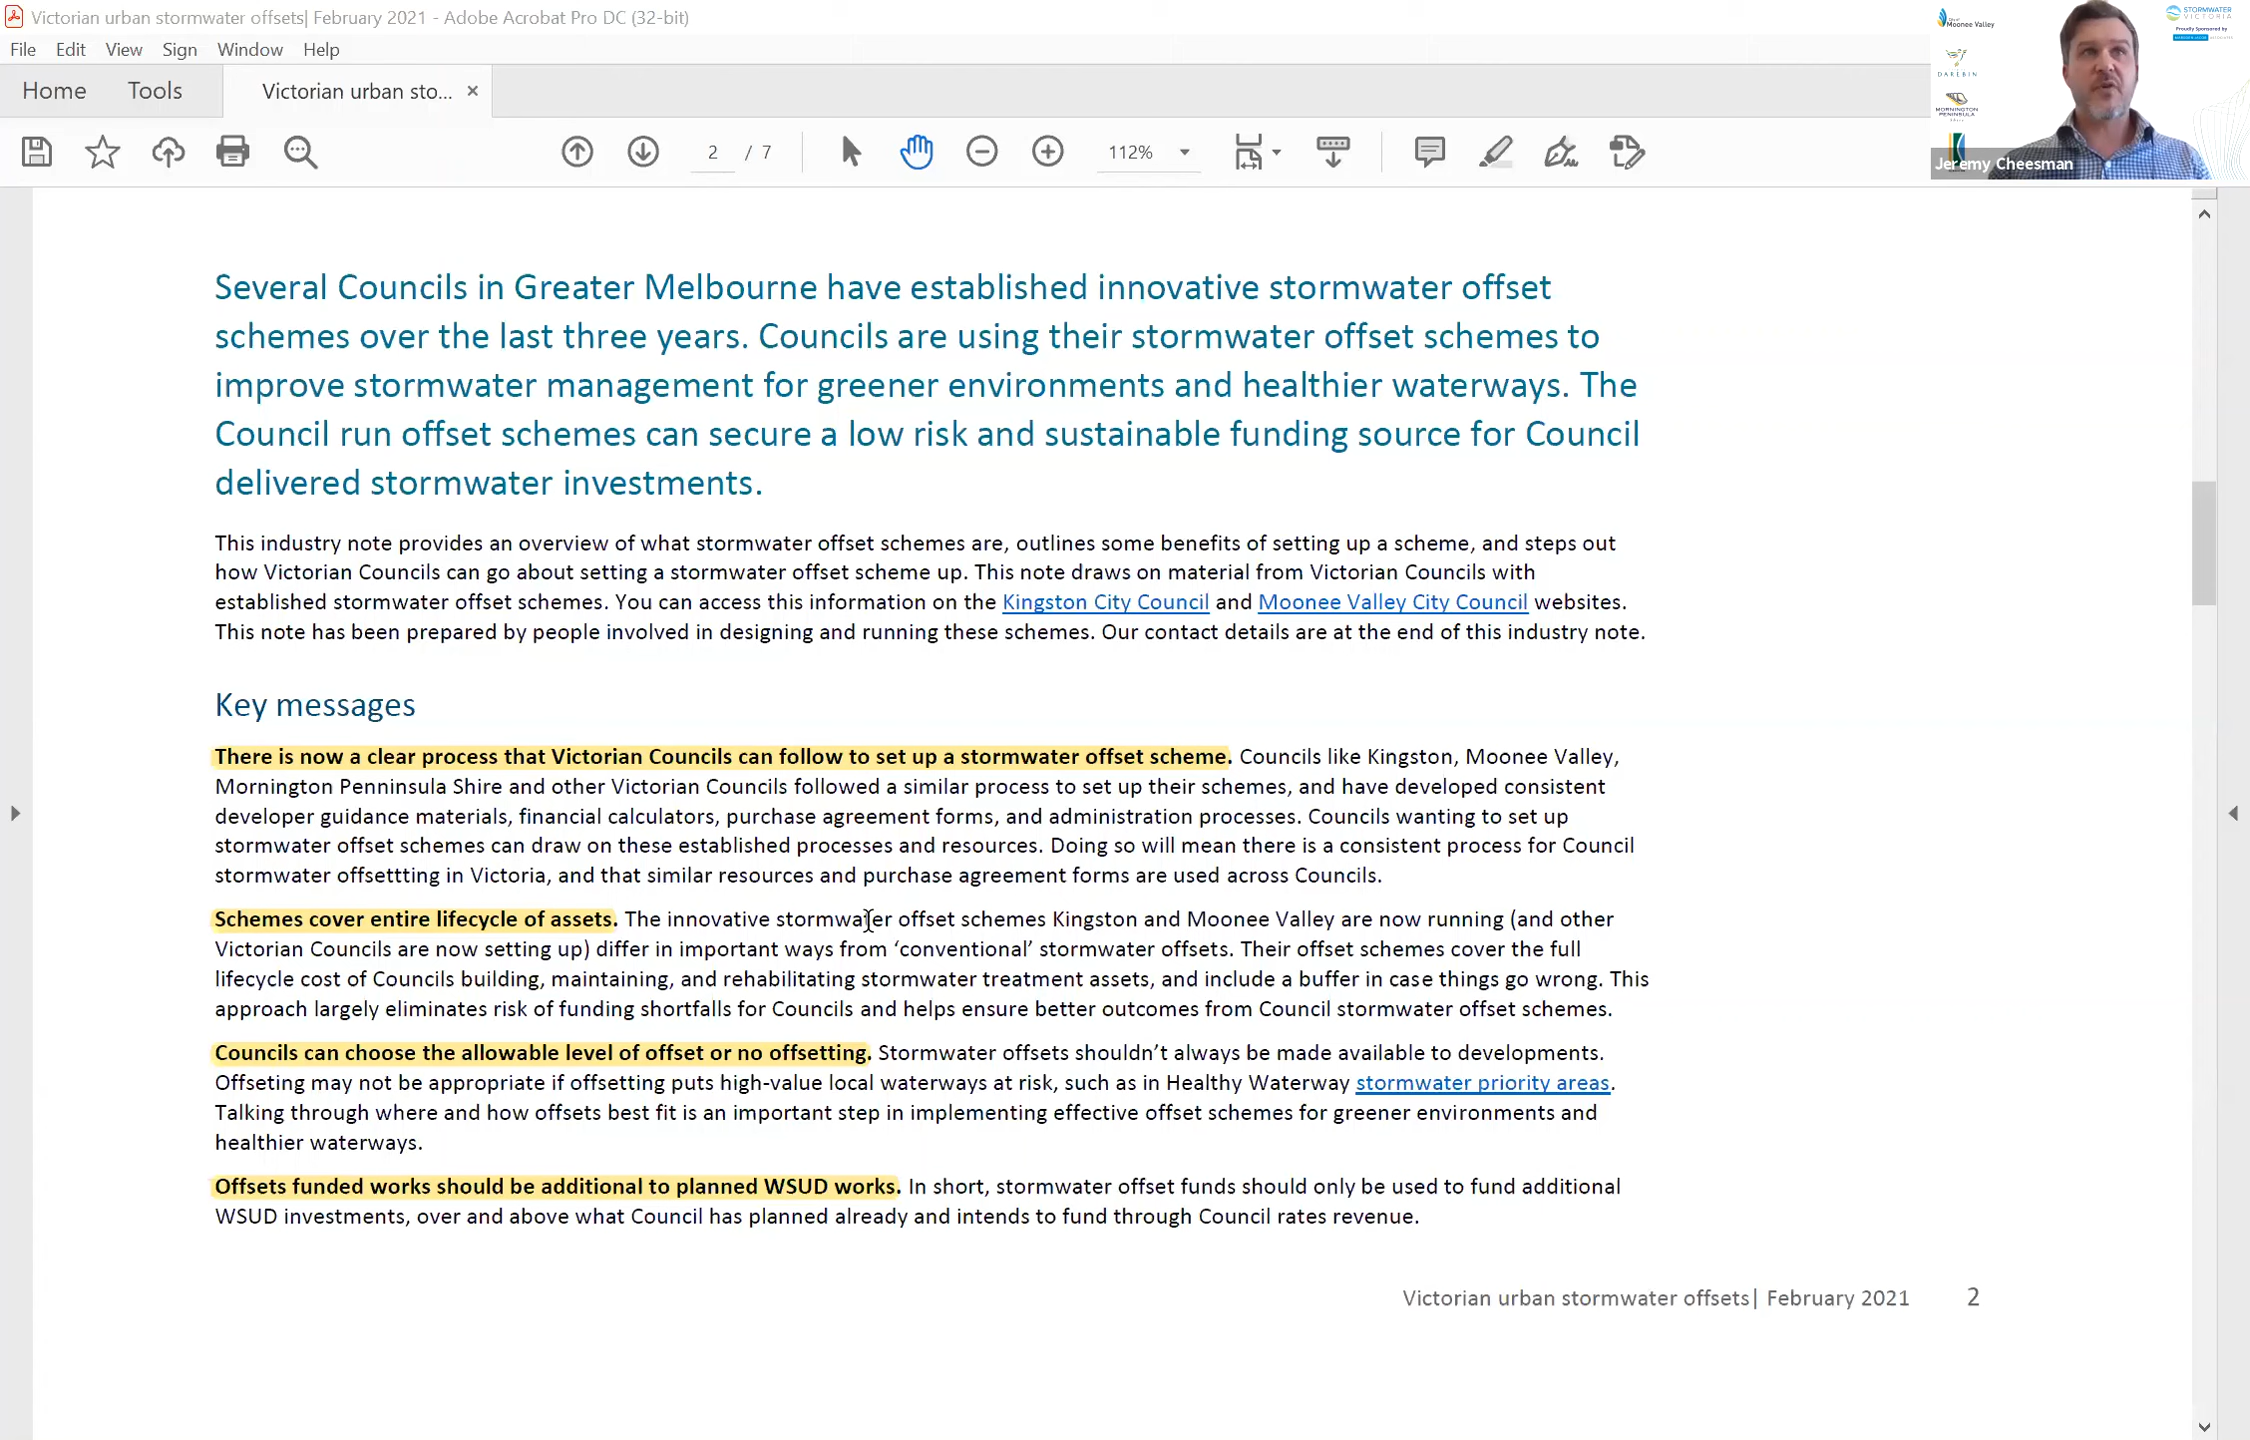 Victorian urban stormwater offsets| February 2021 - Adobe Acrobat Pro DC (32-bit)
File Edit View Sign Window Help
Home Tools Victorian urban sto... ×
2 / 7 112%
Moonee Valley
STORMWATER
VICTORIA
Proudly Sponsored by
DAREBIN
MORNINGTON
PENINSULA
Jeremy Cheesman
Several Councils in Greater Melbourne have established innovative stormwater offset
schemes over the last three years. Councils are using their stormwater offset schemes to
improve stormwater management for greener environments and healthier waterways. The
Council run offset schemes can secure a low risk and sustainable funding source for Council
delivered stormwater investments.
This industry note provides an overview of what stormwater offset schemes are, outlines some benefits of setting up a scheme, and steps out
how Victorian Councils can go about setting a stormwater offset scheme up. This note draws on material from Victorian Councils with
established stormwater offset schemes. You can access this information on the Kingston City Council and Moonee Valley City Council websites.
This note has been prepared by people involved in designing and running these schemes. Our contact details are at the end of this industry note.
Key messages
There is now a clear process that Victorian Councils can follow to set up a stormwater offset scheme. Councils like Kingston, Moonee Valley,
Mornington Penninsula Shire and other Victorian Councils followed a similar process to set up their schemes, and have developed consistent
developer guidance materials, financial calculators, purchase agreement forms, and administration processes. Councils wanting to set up
stormwater offset schemes can draw on these established processes and resources. Doing so will mean there is a consistent process for Council
stormwater offsettting in Victoria, and that similar resources and purchase agreement forms are used across Councils.
Schemes cover entire lifecycle of assets. The innovative stormwater offset schemes Kingston and Moonee Valley are now running (and other
Victorian Councils are now setting up) differ in important ways from ‘conventional’ stormwater offsets. Their offset schemes cover the full
lifecycle cost of Councils building, maintaining, and rehabilitating stormwater treatment assets, and include a buffer in case things go wrong. This
approach largely eliminates risk of funding shortfalls for Councils and helps ensure better outcomes from Council stormwater offset schemes.
Councils can choose the allowable level of offset or no offsetting. Stormwater offsets shouldn’t always be made available to developments.
Offseting may not be appropriate if offsetting puts high-value local waterways at risk, such as in Healthy Waterway stormwater priority areas.
Talking through where and how offsets best fit is an important step in implementing effective offset schemes for greener environments and
healthier waterways.
Offsets funded works should be additional to planned WSUD works. In short, stormwater offset funds should only be used to fund additional
WSUD investments, over and above what Council has planned already and intends to fund through Council rates revenue.
Victorian urban stormwater offsets| February 2021 2